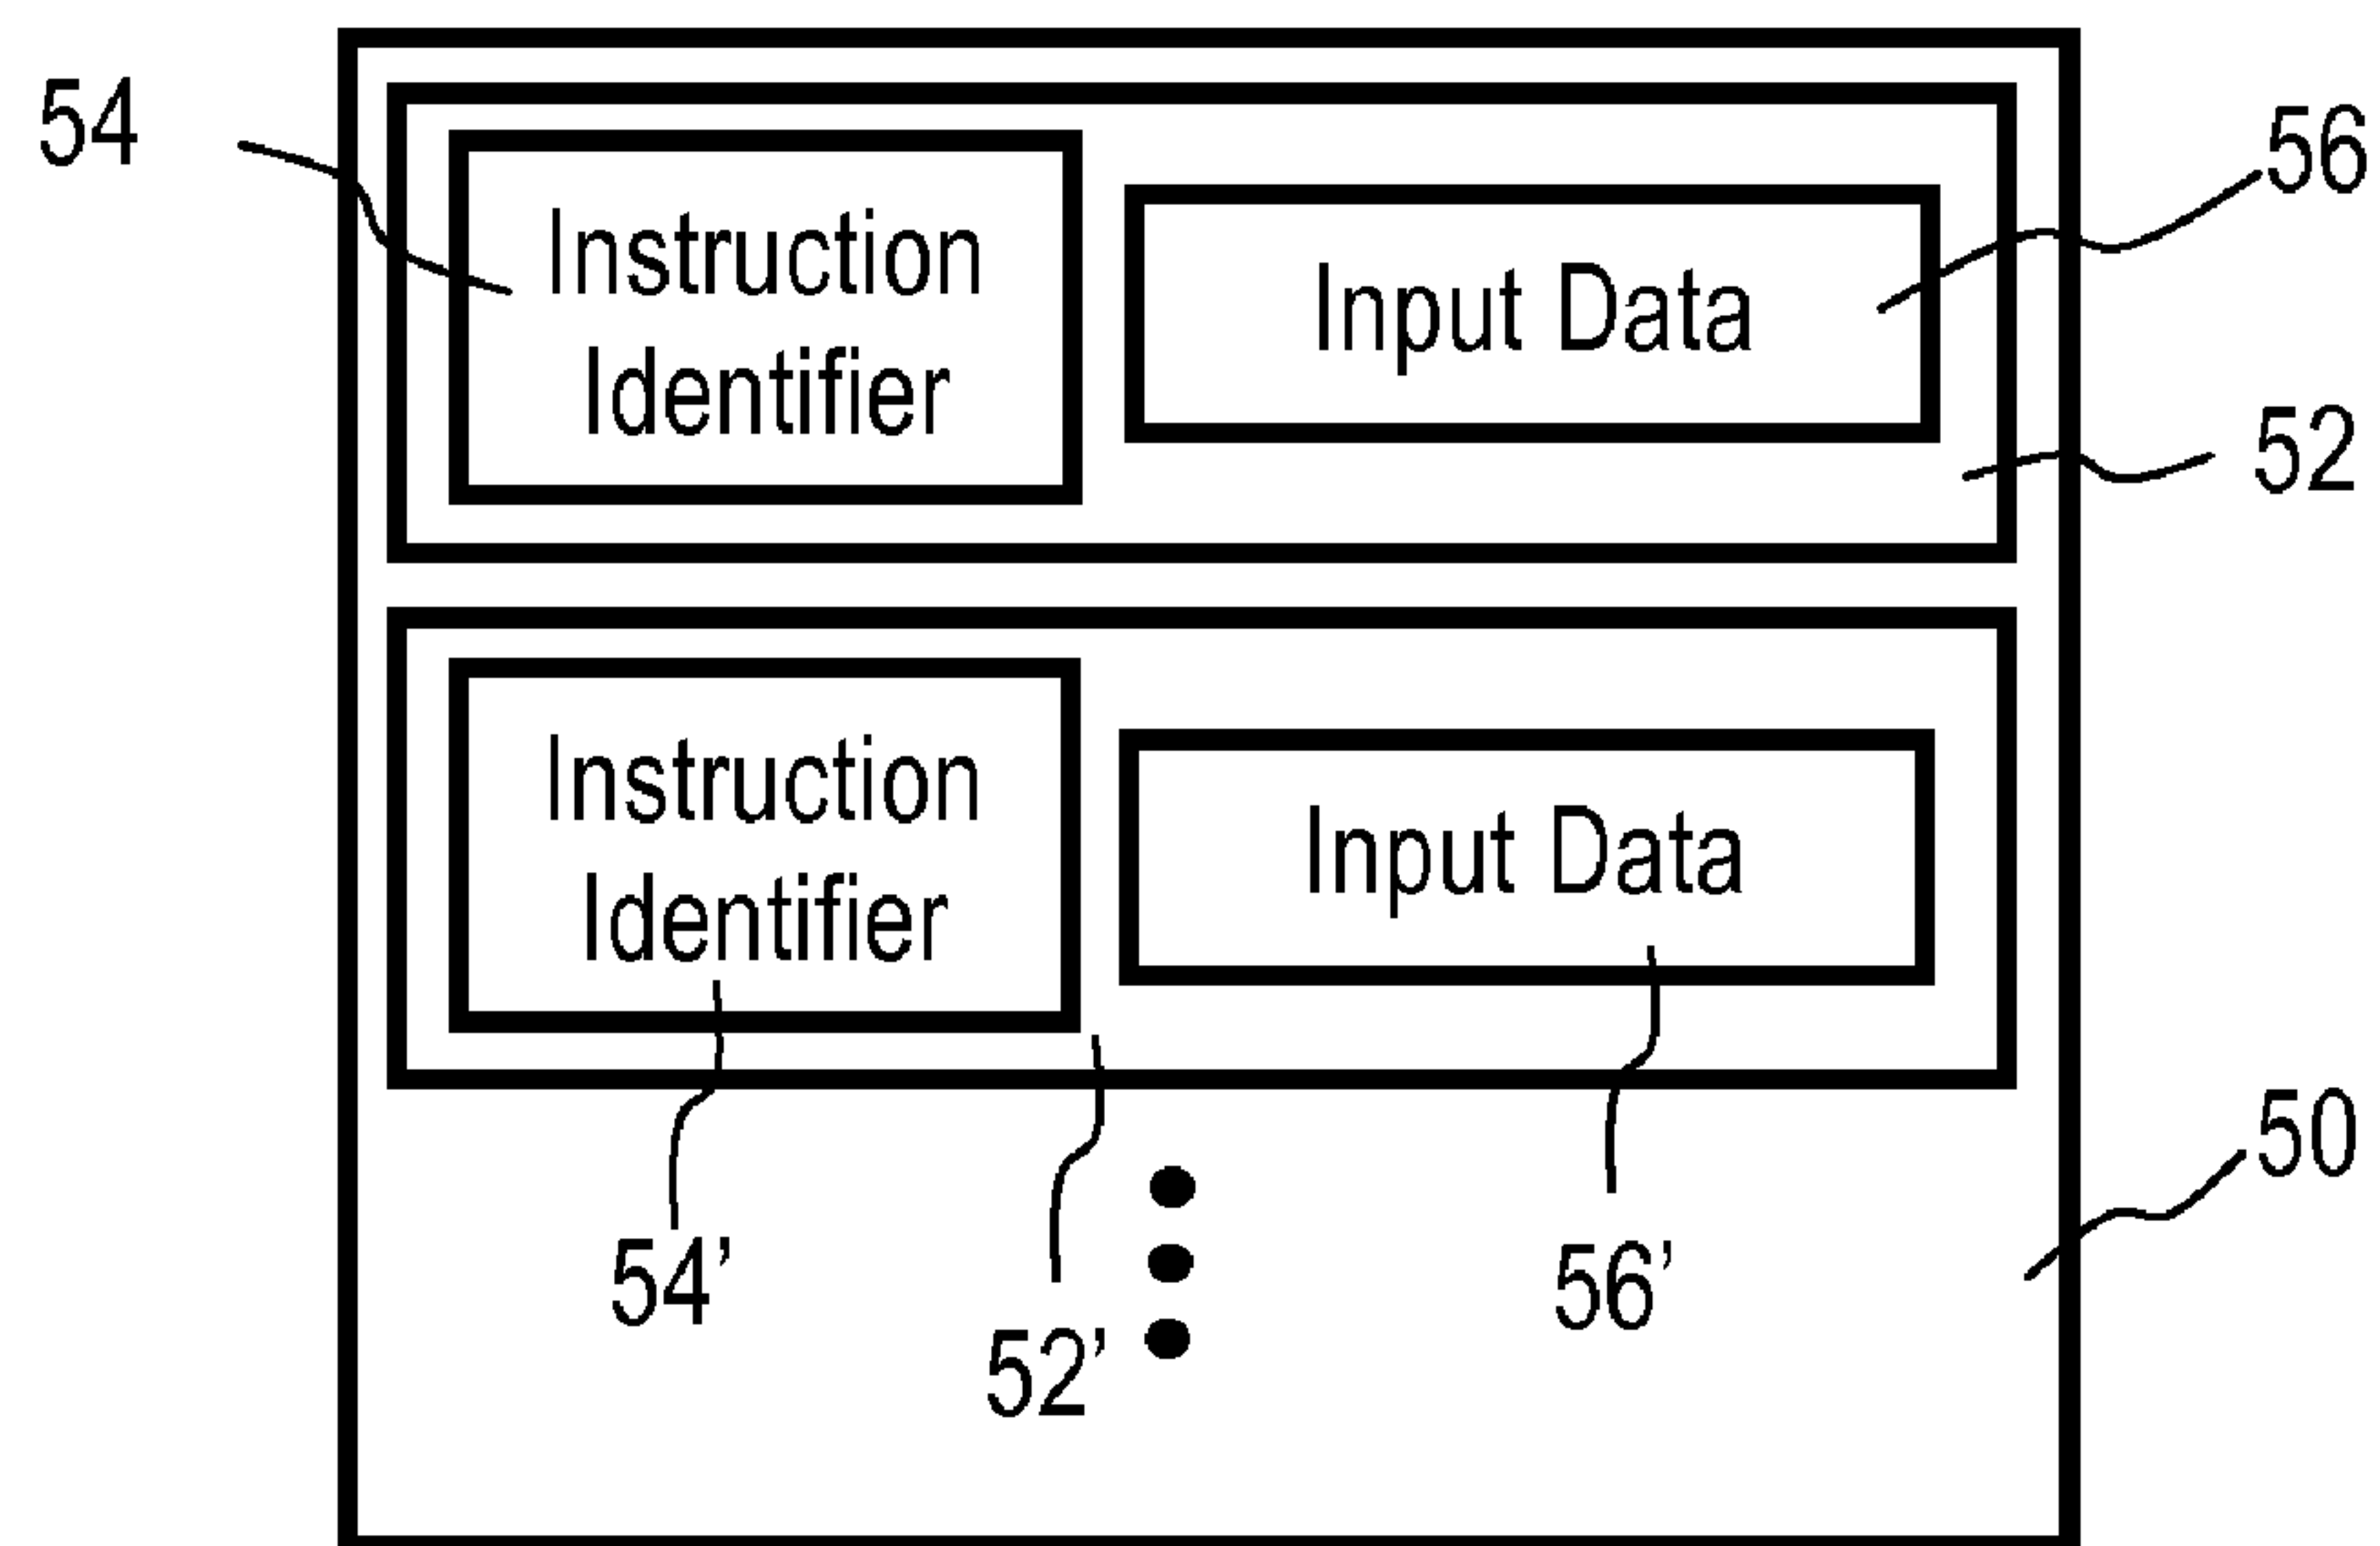 54
Instruction
Identifier
Input Data
56
52
Instruction
Identifier
Input Data
50
54’
52’
56’